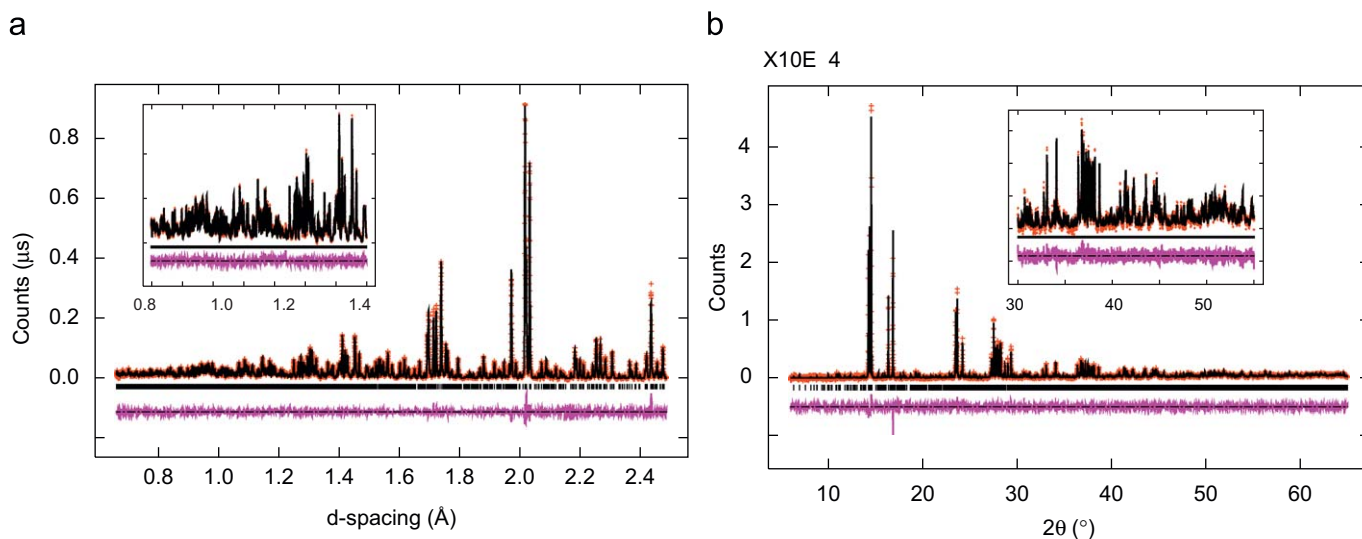 a
Counts (μs)
0.8
0.6
0.4
0.2
0.0
0.8 1.0 1.2 1.4
0.8 1.0 1.2 1.4 1.6 1.8 2.0 2.2 2.4
d-spacing (Å)
b
X10E 4
Counts
4
3
2
1
0
30 40 50
10 20 30 40 50 60
2θ (°)